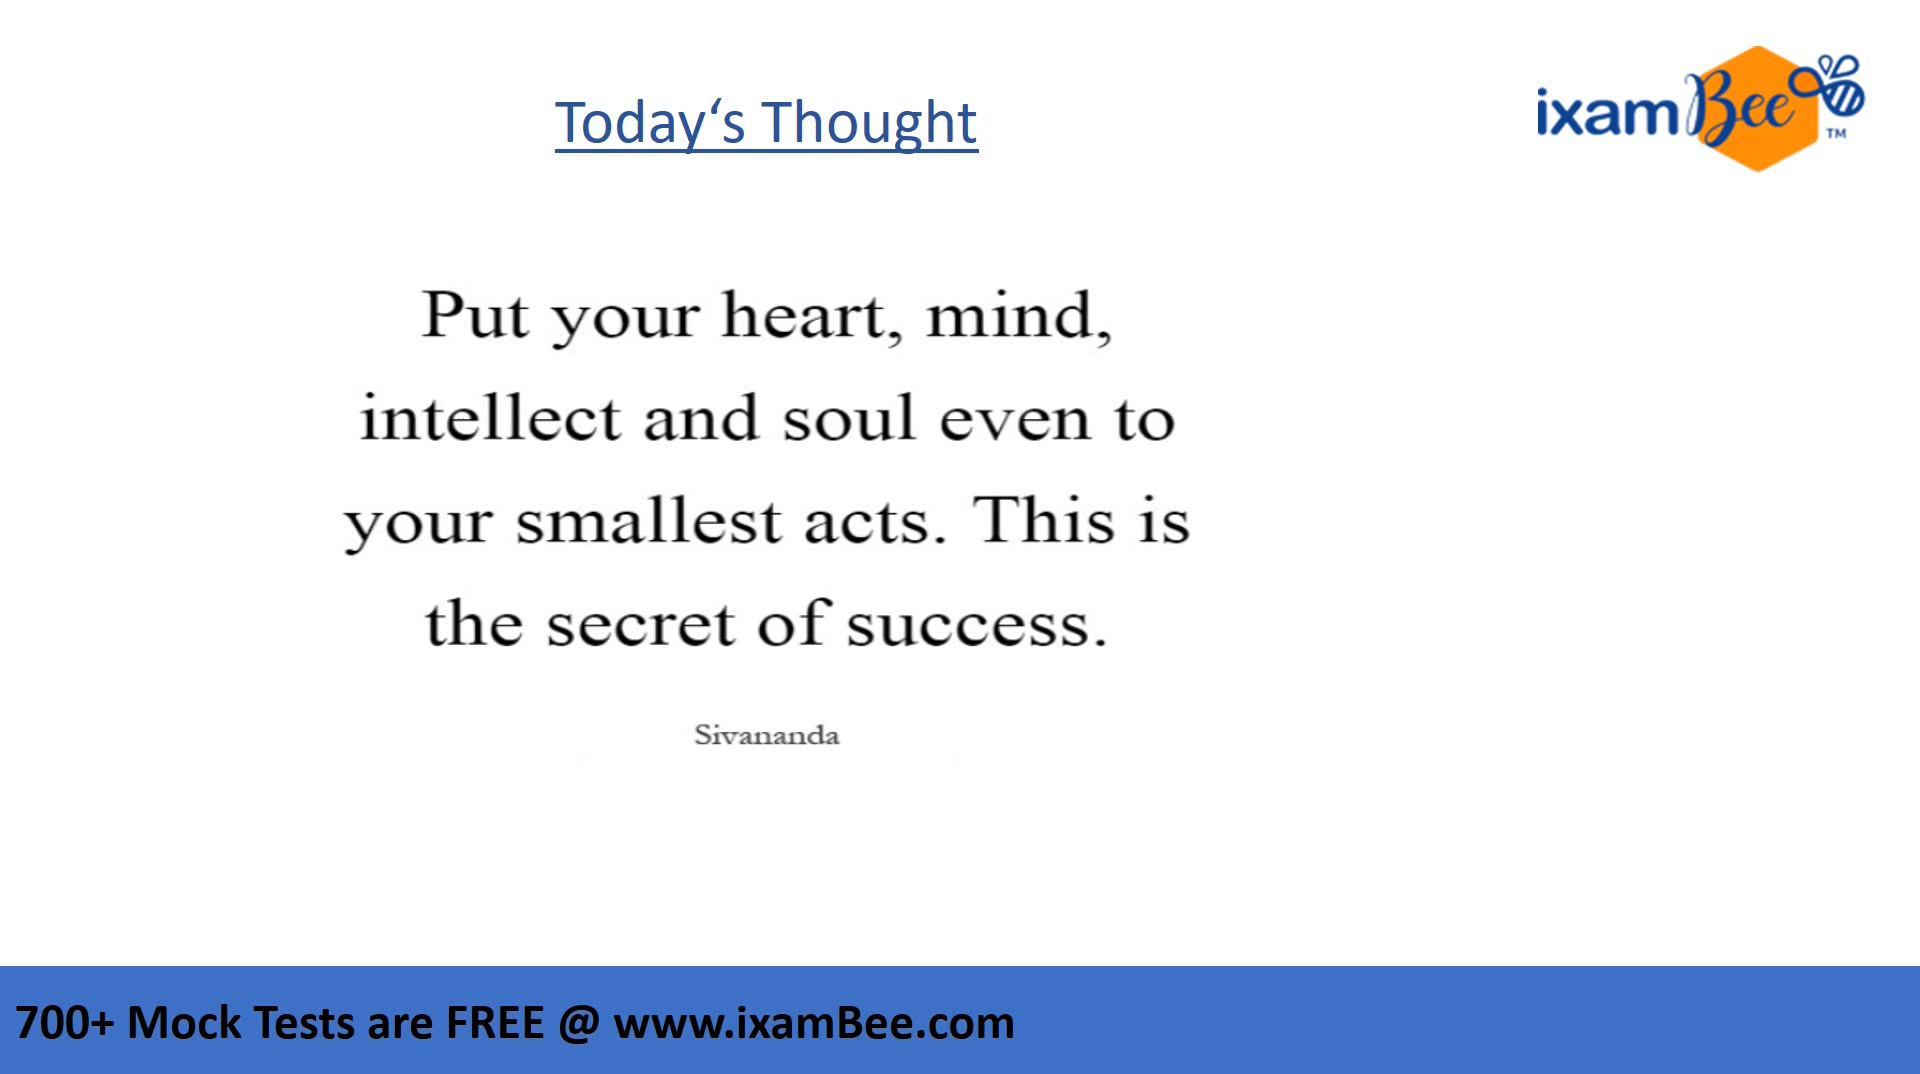 Today‘s Thought
ixamBee™
Put your heart, mind,
intellect and soul even to
your smallest acts. This is
the secret of success.
Sivananda
700+ Mock Tests are FREE @ www.ixamBee.com